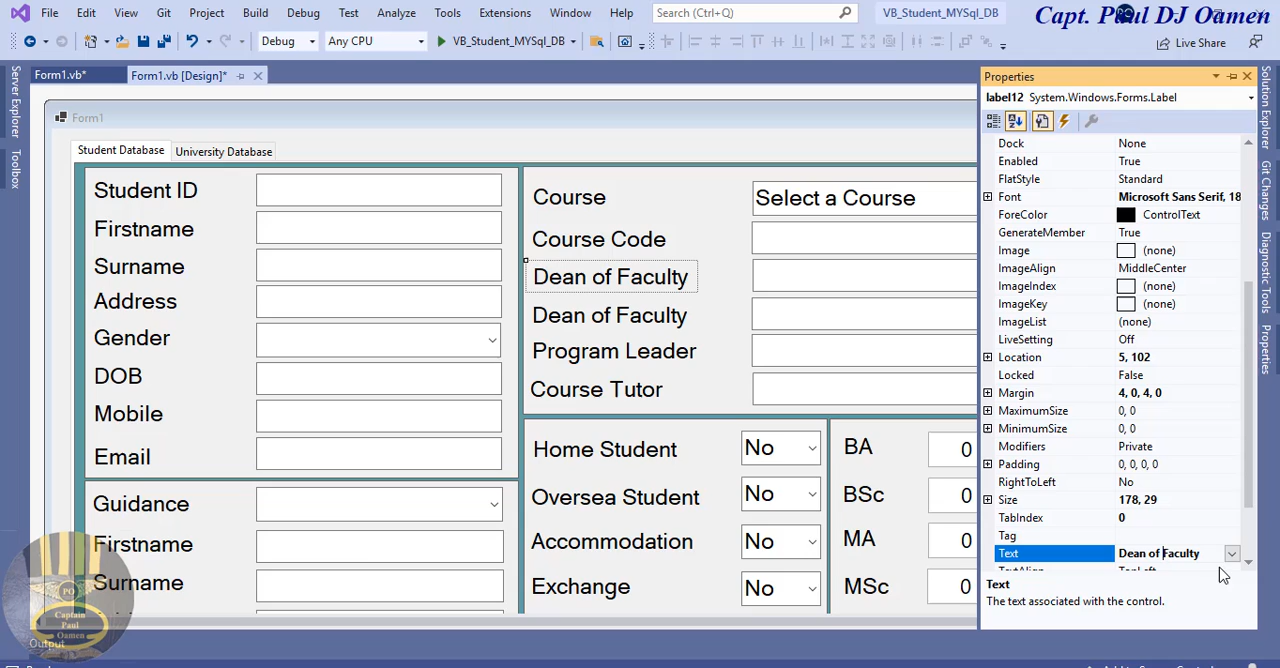 File Edit View Git Project Build Debug Test Analyze Tools Extensions Window Help Search (Ctrl+Q) VB_Student_MYSql_DB
Capt. Paul DJ Oamen
Debug Any CPU VB_Student_MYSql_DB Live Share
Form1.vb* Form1.vb [Design]*
Server Explorer
Toolbox
Form1
Student Database University Database
Student ID
Firstname
Surname
Address
Gender
DOB
Mobile
Email
Guidance
Firstname
Surname
Course Select a Course
Course Code
Dean of Faculty
Dean of Faculty
Program Leader
Course Tutor
Home Student No
Oversea Student No
Accommodation No
Exchange No
BA 0
BSc 0
MA 0
MSc 0
Properties
label12 System.Windows.Forms.Label
Dock None
Enabled True
FlatStyle Standard
Font Microsoft Sans Serif, 18
ForeColor ControlText
GenerateMember True
Image (none)
ImageAlign MiddleCenter
ImageIndex (none)
ImageKey (none)
ImageList (none)
LiveSetting Off
Location 5, 102
Locked False
Margin 4, 0, 4, 0
MaximumSize 0, 0
MinimumSize 0, 0
Modifiers Private
Padding 0, 0, 0, 0
RightToLeft No
Size 178, 29
TabIndex 0
Tag
Text Dean of Faculty
TextAlign TopLeft
Text
The text associated with the control.
Solution Explorer
Git Changes
Diagnostic Tools
Properties
PO
Captain
Paul
Oamen
Output